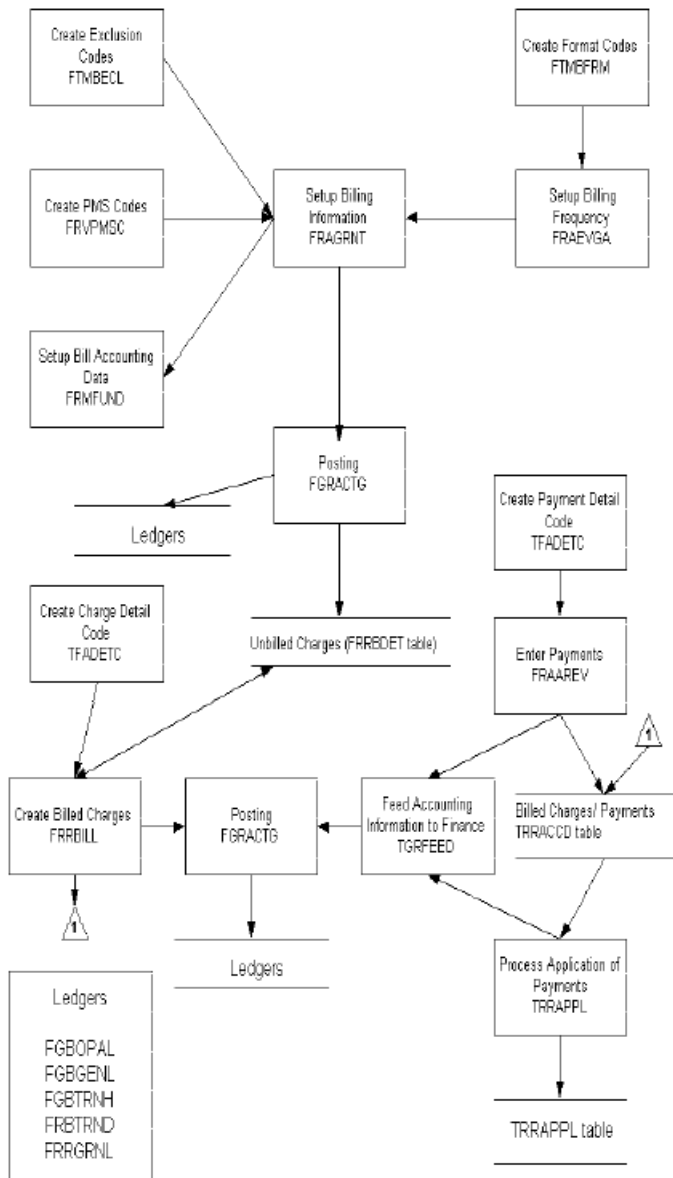 Create Exclusion
Codes
FTMBECL
Create Format Codes
FTMBFRM
Create PMS Codes
FRVPMSC
Setup Billing
Information
FRAGRNT
Setup Billing
Frequency
FRAEVGA
Setup Bill Accounting
Data
FRMFUND
Posting
FGRACTG
Ledgers
Create Payment Detail
Code
TFADETC
Create Charge Detail
Code
TFADETC
Unbilled Charges (FRRBDET table)
Enter Payments
FRAAREV
1
Create Billed Charges
FRRBILL
Posting
FGRACTG
Feed Accounting
Information to Finance
TGRFEED
Billed Charges/ Payments
TRRACCD table
1
Ledgers
Process Application of
Payments
TRRAPPL
Ledgers
FGBOPAL
FGBGENL
FGBTRNH
FRBTRND
FRRGRNL
TRRAPPL table